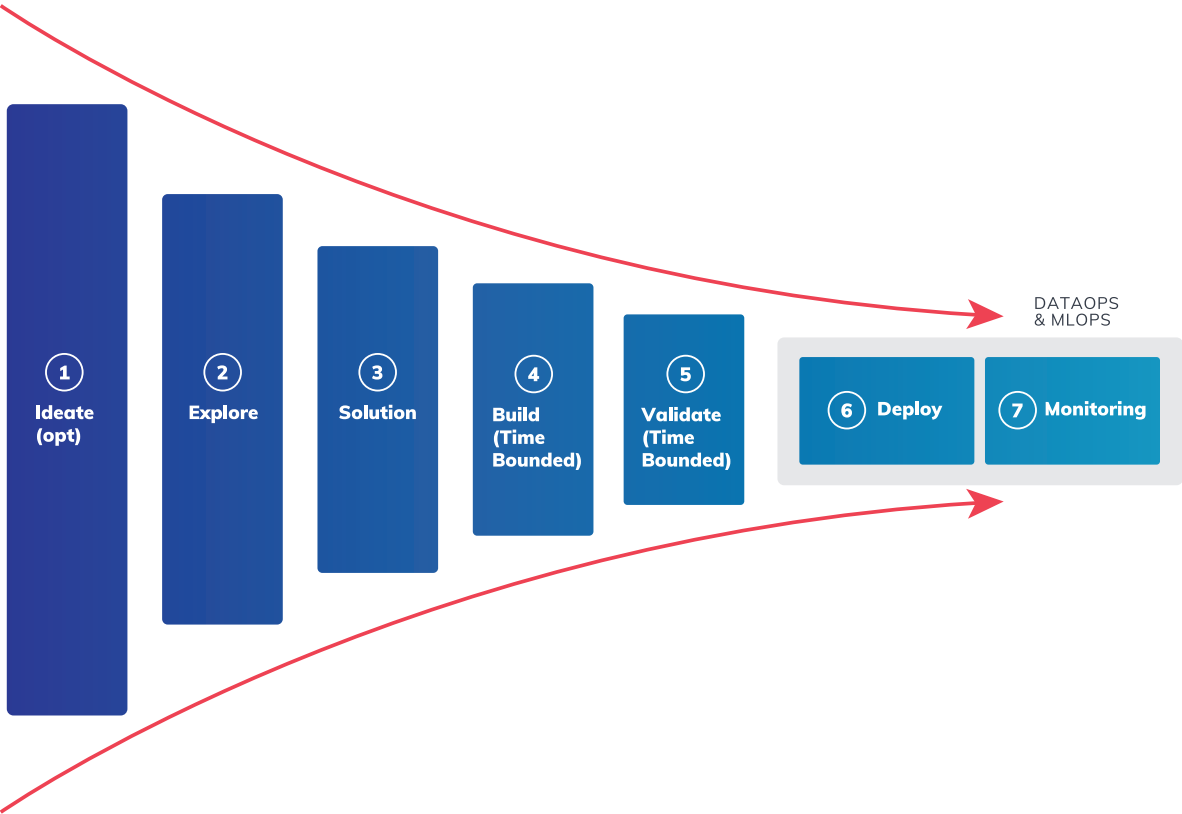 1
Ideate
(opt)
2
Explore
3
Solution
4
Build
(Time
Bounded)
5
Validate
(Time
Bounded)
DATAOPS
& MLOPS
6 Deploy
7 Monitoring